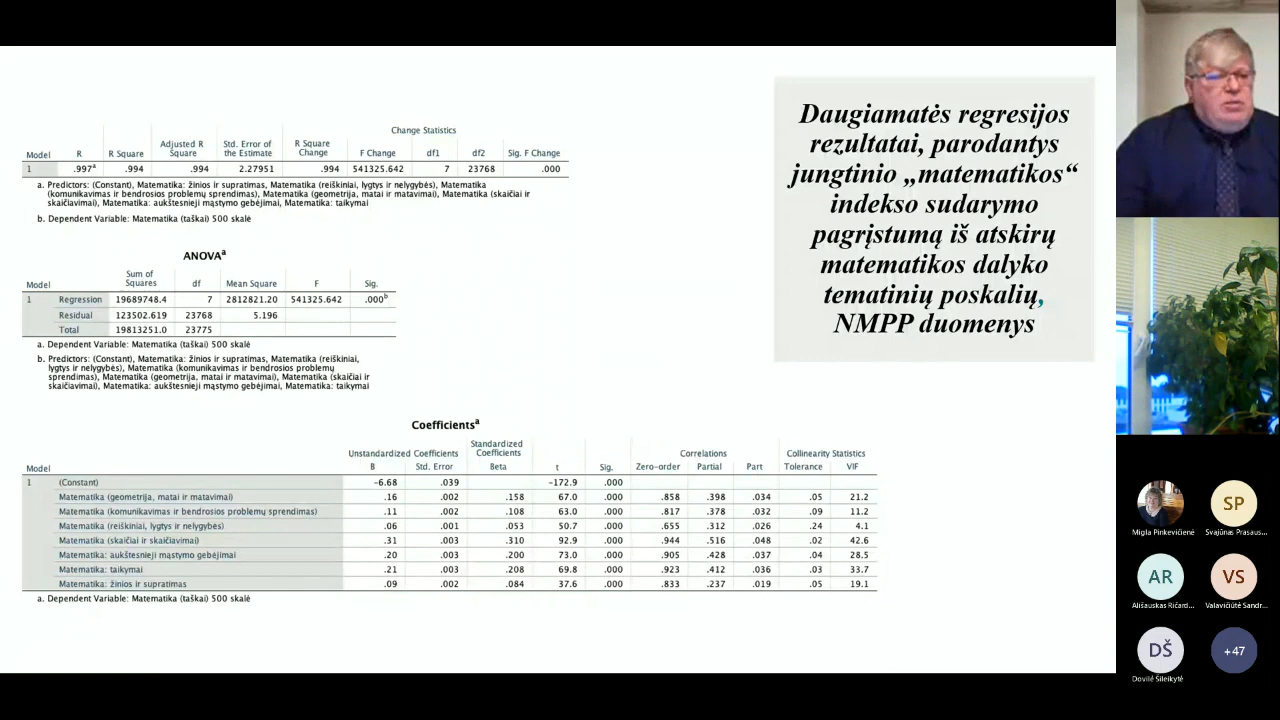 Change Statistics
Model R R Square Adjusted R Square Std. Error of the Estimate R Square Change F Change df1 df2 Sig. F Change
1 .997a .994 .994 2.27951 .994 541325.642 7 23768 .000
a. Predictors: (Constant), Matematika: žinios ir supratimas, Matematika (reiškiniai, lygtys ir nelygybės), Matematika
(komunikavimas ir bendrosios problemų sprendimas), Matematika (geometrija, matai ir matavimai), Matematika (skaičiai ir
skaičiavimai), Matematika: aukštesnieji mąstymo gebėjimai, Matematika: taikymai
b. Dependent Variable: Matematika (taškai) 500 skalė
ANOVAa
Model Sum of Squares df Mean Square F Sig.
1 Regression 19689748.4 7 2812821.20 541325.642 .000b
Residual 123502.619 23768 5.196
Total 19813251.0 23775
a. Dependent Variable: Matematika (taškai) 500 skalė
b. Predictors: (Constant), Matematika: žinios ir supratimas, Matematika (reiškiniai,
lygtys ir nelygybės), Matematika (komunikavimas ir bendrosios problemų
sprendimas), Matematika (geometrija, matai ir matavimai), Matematika (skaičiai ir
skaičiavimai), Matematika: aukštesnieji mąstymo gebėjimai, Matematika: taikymai
Coefficientsa
Unstandardized Coefficients Standardized Coefficients Correlations Collinearity Statistics
Model B Std. Error Beta t Sig. Zero-order Partial Part Tolerance VIF
1 (Constant) -6.68 .039 -172.9 .000
Matematika (geometrija, matai ir matavimai) .16 .002 .158 67.0 .000 .858 .398 .034 .05 21.2
Matematika (komunikavimas ir bendrosios problemų sprendimas) .11 .002 .108 63.0 .000 .817 .378 .032 .09 11.2
Matematika (reiškiniai, lygtys ir nelygybės) .06 .001 .053 50.7 .000 .655 .312 .026 .24 4.1
Matematika (skaičiai ir skaičiavimai) .31 .003 .310 92.9 .000 .944 .516 .048 .02 42.6
Matematika: aukštesnieji mąstymo gebėjimai .20 .003 .200 73.0 .000 .905 .428 .037 .04 28.5
Matematika: taikymai .21 .003 .208 69.8 .000 .923 .412 .036 .03 33.7
Matematika: žinios ir supratimas .09 .002 .084 37.6 .000 .833 .237 .019 .05 19.1
a. Dependent Variable: Matematika (taškai) 500 skalė
Daugiamatės regresijos
rezultatai, parodantys
jungtinio „matematikos“
indekso sudarymo
pagrįstumą iš atskirų
matematikos dalyko
tematinių poskalių,
NMPP duomenys
SP
Migla Pinkevičienė
Svajūnas Prasaus...
AR
VS
Ališauskas Ričard...
Valavičiūtė Sandr...
DŠ
+47
Dovilė Šileikytė